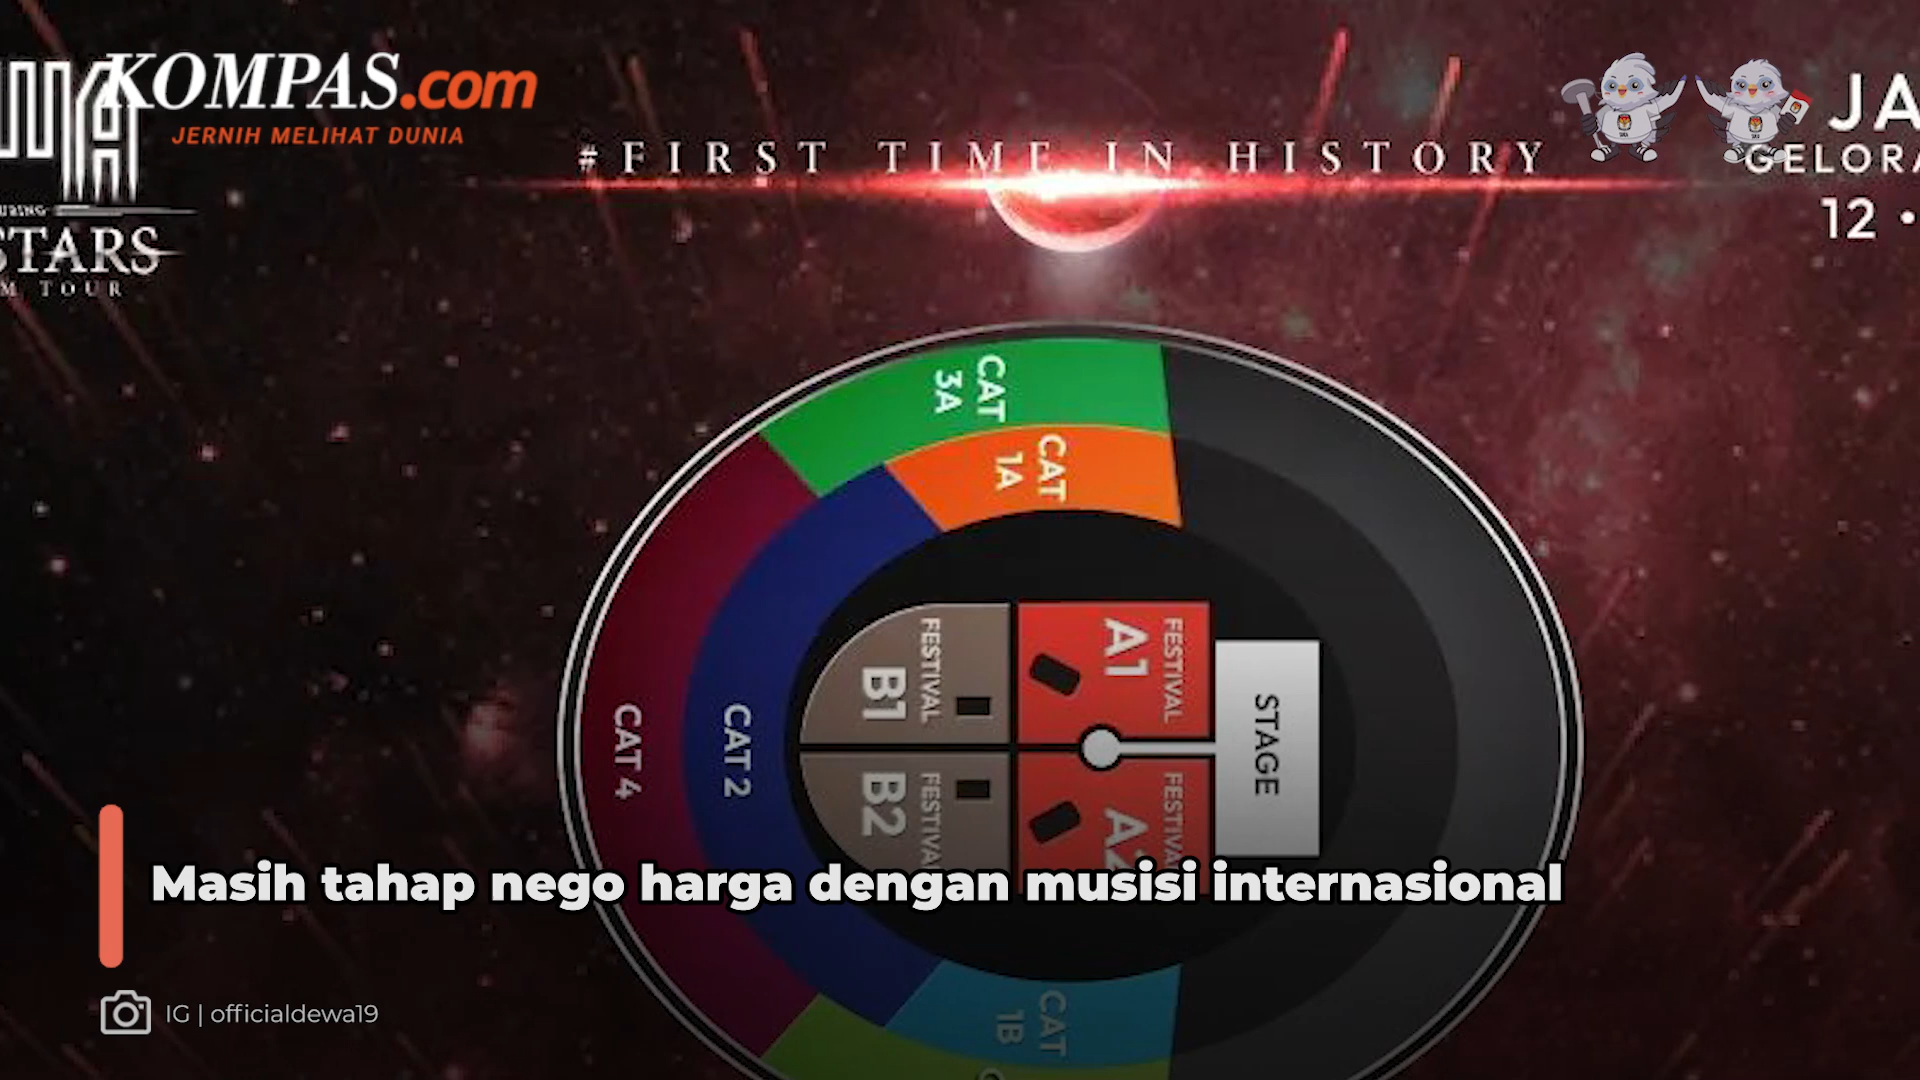 KOMPAS.com
JERNIH MELIHAT DUNIA
STARS
M TOUR
#FIRST TIME IN HISTORY
JA
GELORA
12 •
CAT
3A
CAT
1A
CAT 4
CAT 2
FESTIVAL
B1
FESTIVAL
A1
STAGE
B2
A2
CAT
1B
Masih tahap nego harga dengan musisi internasional
IG | officialdewa19